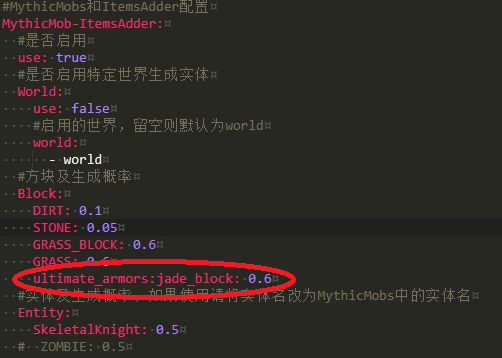 #MythicMobs和ItemsAdder配置
MythicMob-ItemsAdder:
#是否启用
use: true
#是否启用特定世界生成实体
World:
use: false
#启用的世界，留空则默认为world
world:
- world
#方块及生成概率
Block:
DIRT: 0.1
STONE: 0.05
GRASS_BLOCK: 0.6
GRASS: 0.6
ultimate_armors:jade_block: 0.6
#实体及生成概率，如果使用请将实体名改为MythicMobs中的实体名
Entity:
SkeletalKnight: 0.5
# ZOMBIE: 0.5